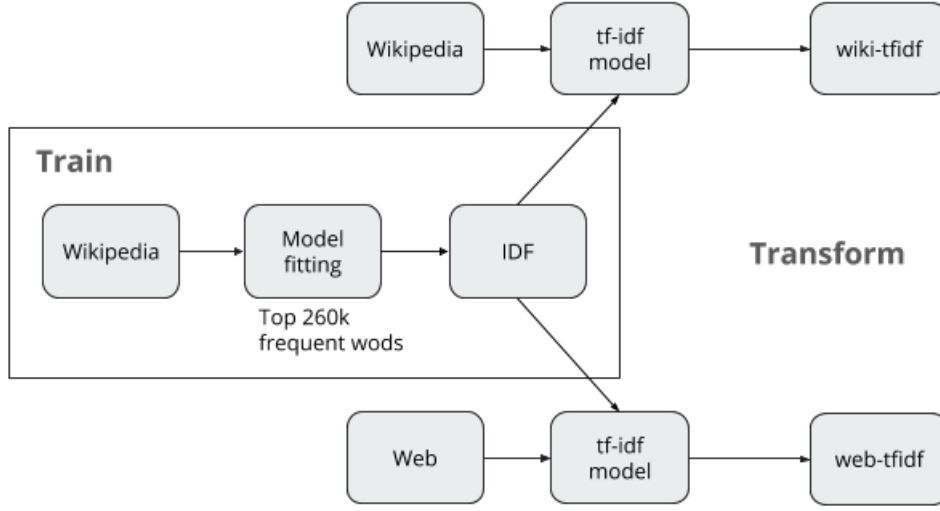 Wikipedia
tf-idf
model
wiki-tfidf
Train
Wikipedia
Model
fitting
IDF
Top 260k
frequent wods
Transform
Web
tf-idf
model
web-tfidf